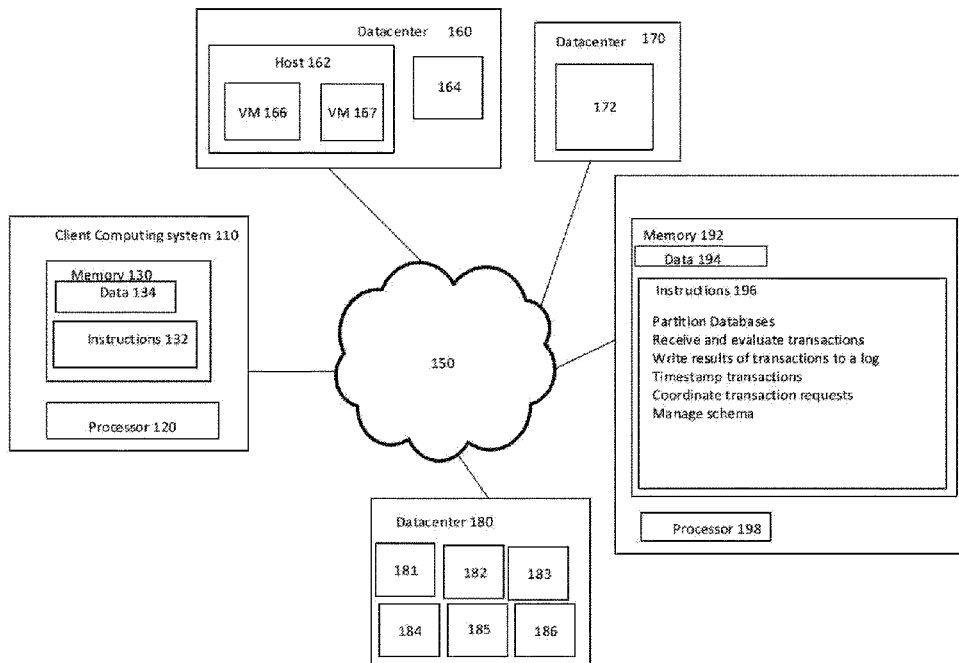 Datacenter 160
Host 162
VM 166
VM 167
164
Datacenter 170
172
Client Computing system 110
Memory 130
Data 134
Instructions 132
Processor 120
150
Memory 192
Data 194
Instructions 196
Partition Databases
Receive and evaluate transactions
Write results of transactions to a log
Timestamp transactions
Coordinate transaction requests
Manage schema
Processor 198
Datacenter 180
181
182
183
184
185
186